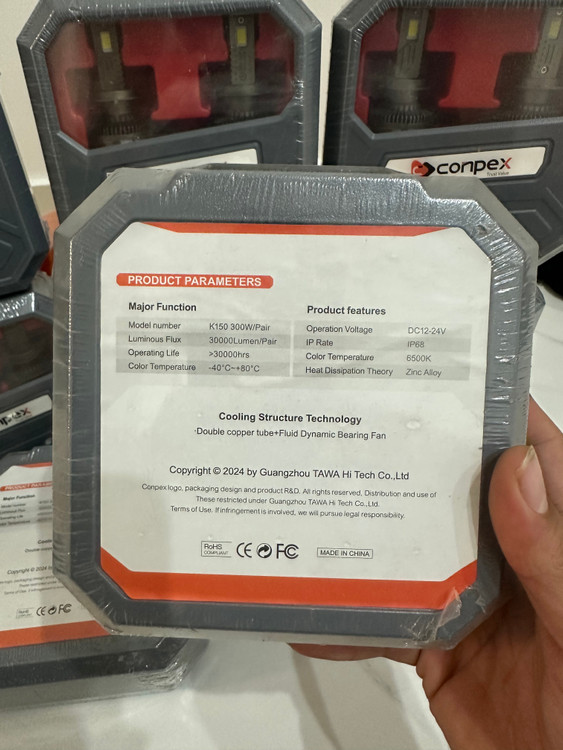 conpex
Trust Value
PRODUCT PARAMETERS
Major Function
Model number K150 300W/Pair
Luminous Flux 30000Lumen/Pair
Operating Life >30000hrs
Color Temperature -40°C~+80°C
Product features
Operation Voltage DC12-24V
IP Rate IP68
Color Temperature 6500K
Heat Dissipation Theory Zinc Alloy
Cooling Structure Technology
·Double copper tube+Fluid Dynamic Bearing Fan
Copyright © 2024 by Guangzhou TAWA Hi Tech Co.,Ltd
Conpex logo, packaging design and product R&D. All rights reserved, Distribution and use of
These restricted under Guangzhou TAWA Hi Tech Co.,Ltd.
Terms of Use. If infringement is involved, we will pursue legal responsibility.
RoHS
COMPLIANT
CE FC
MADE IN CHINA